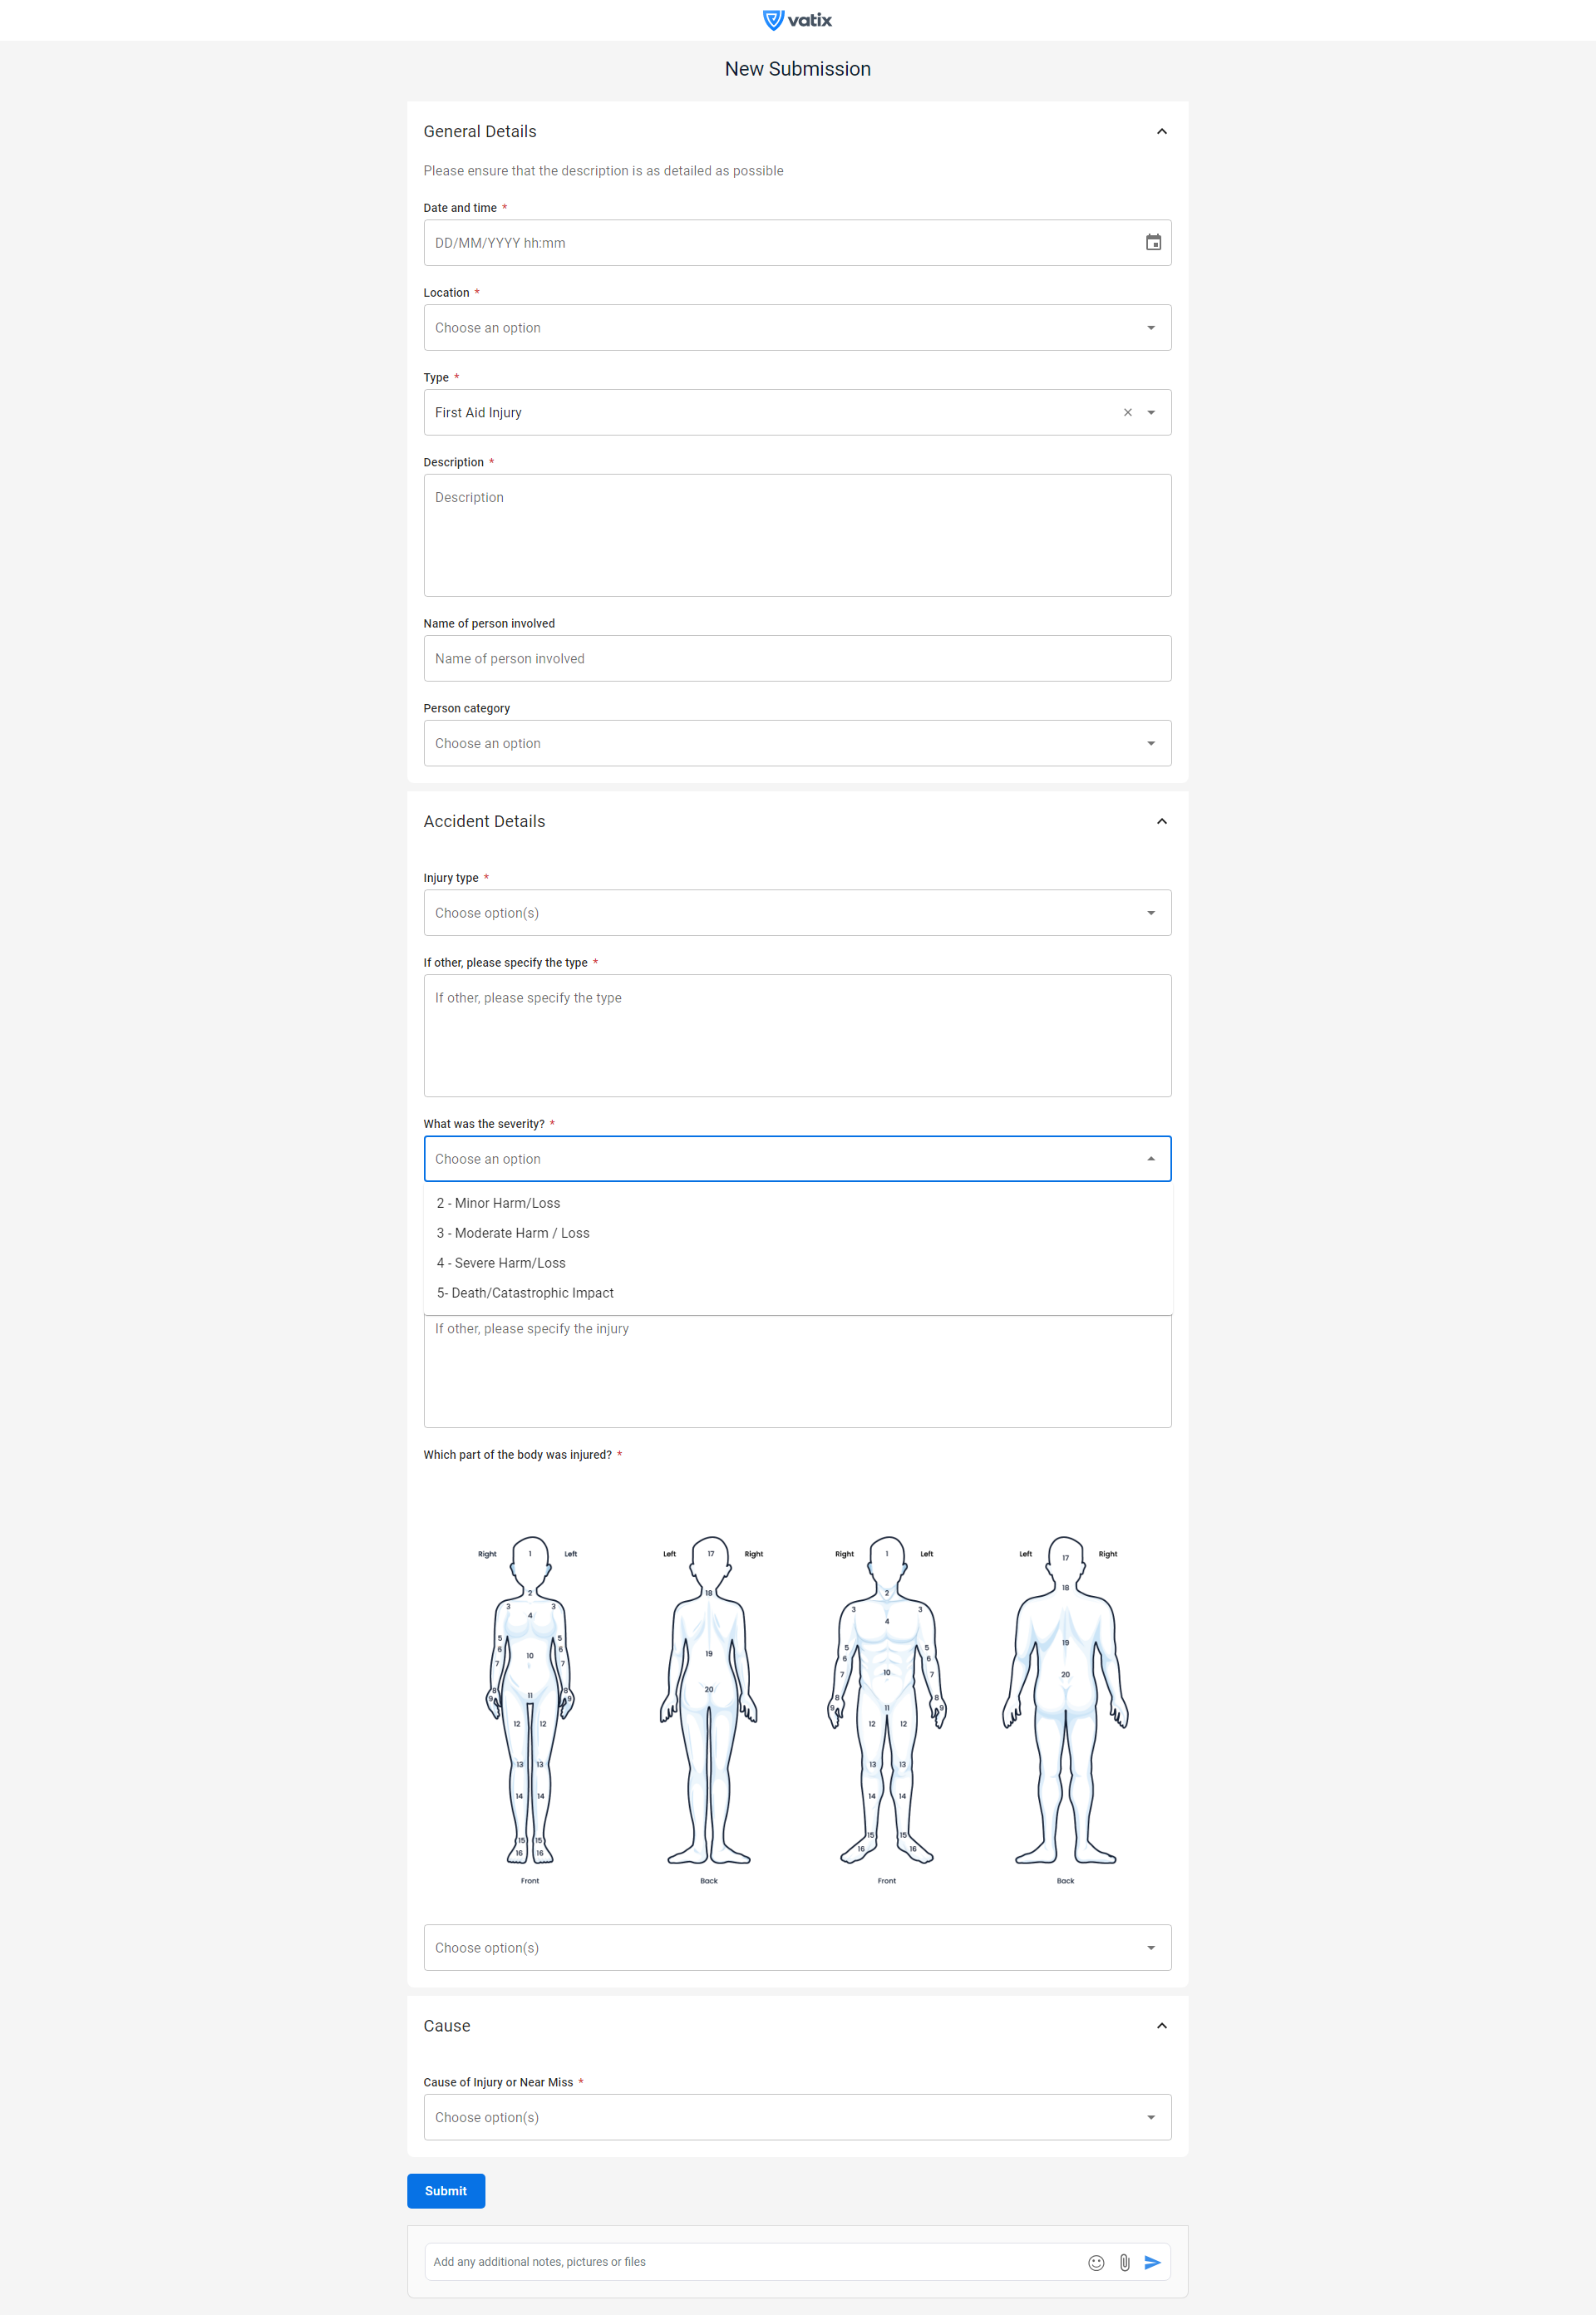 vatix
New Submission
General Details
Please ensure that the description is as detailed as possible
Date and time *
DD/MM/YYYY hh:mm
Location *
Choose an option
Type *
First Aid Injury
Description *
Description
Name of person involved
Name of person involved
Person category
Choose an option
Accident Details
Injury type *
Choose option(s)
If other, please specify the type *
If other, please specify the type
What was the severity? *
Choose an option
2 - Minor Harm/Loss
3 - Moderate Harm / Loss
4 - Severe Harm/Loss
5- Death/Catastrophic Impact
If other, please specify the injury
Which part of the body was injured? *
Right 1 Left Left 17 Right Right 1 Left Left 17 Right
2 18 2 18
3 3 3 3
4 4
5 5 19 5 5 19
6 6 6 6
10 10 20
7 7 7 7
8 8 20 8 8
9 9 9 9
11 11
12 12 12 12
13 13 13 13
14 14 14 14
15 15 15 15
16 16 16 16
Front Back Front Back
Choose option(s)
Cause
Cause of Injury or Near Miss *
Choose option(s)
Submit
Add any additional notes, pictures or files